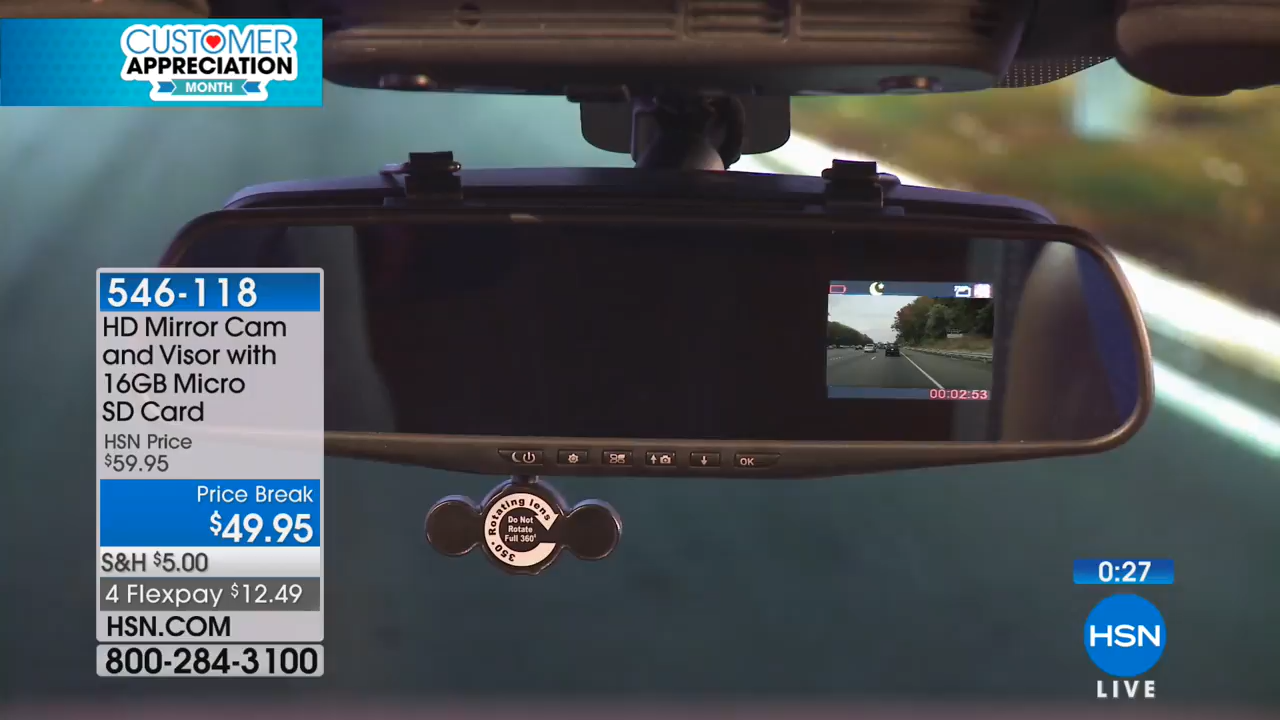 CUSTOMER
APPRECIATION
MONTH
546-118
HD Mirror Cam
and Visor with
16GB Micro
SD Card
HSN Price
$59.95
Price Break
$49.95
S&H $5.00
4 Flexpay $12.49
HSN.COM
800-284-3100
00:02:53
OK
350° Rotating lens
Do Not
Rotate
Full 360°
0:27
HSN
LIVE